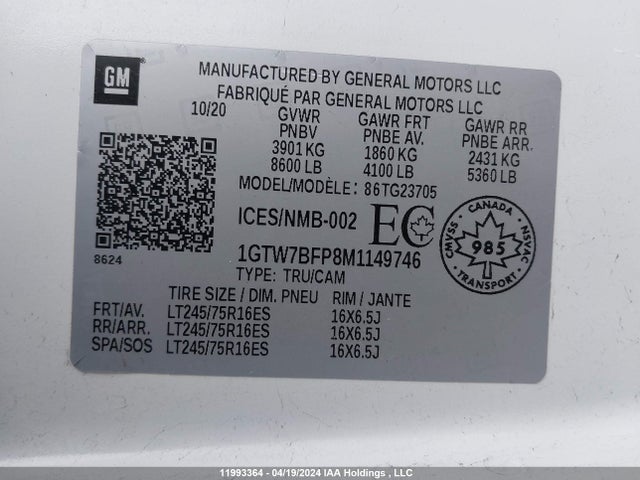 GM
MANUFACTURED BY GENERAL MOTORS LLC
FABRIQUÉ PAR GENERAL MOTORS LLC
10/20 GVWR GAWR FRT GAWR RR
PNBV PNBE AV. PNBE ARR.
3901 KG 1860 KG 2431 KG
8600 LB 4100 LB 5360 LB
MODEL/MODÈLE: 86TG23705
ICES/NMB-002 EC
CANADA
CMVSS 985 NSVAC
TRANSPORT
8624
1GTW7BFP8M1149746
TYPE: TRU/CAM
TIRE SIZE / DIM. PNEU RIM / JANTE
FRT/AV. LT245/75R16ES 16X6.5J
RR/ARR. LT245/75R16ES 16X6.5J
SPA/SOS LT245/75R16ES 16X6.5J
11993364 - 04/19/2024 IAA Holdings , LLC